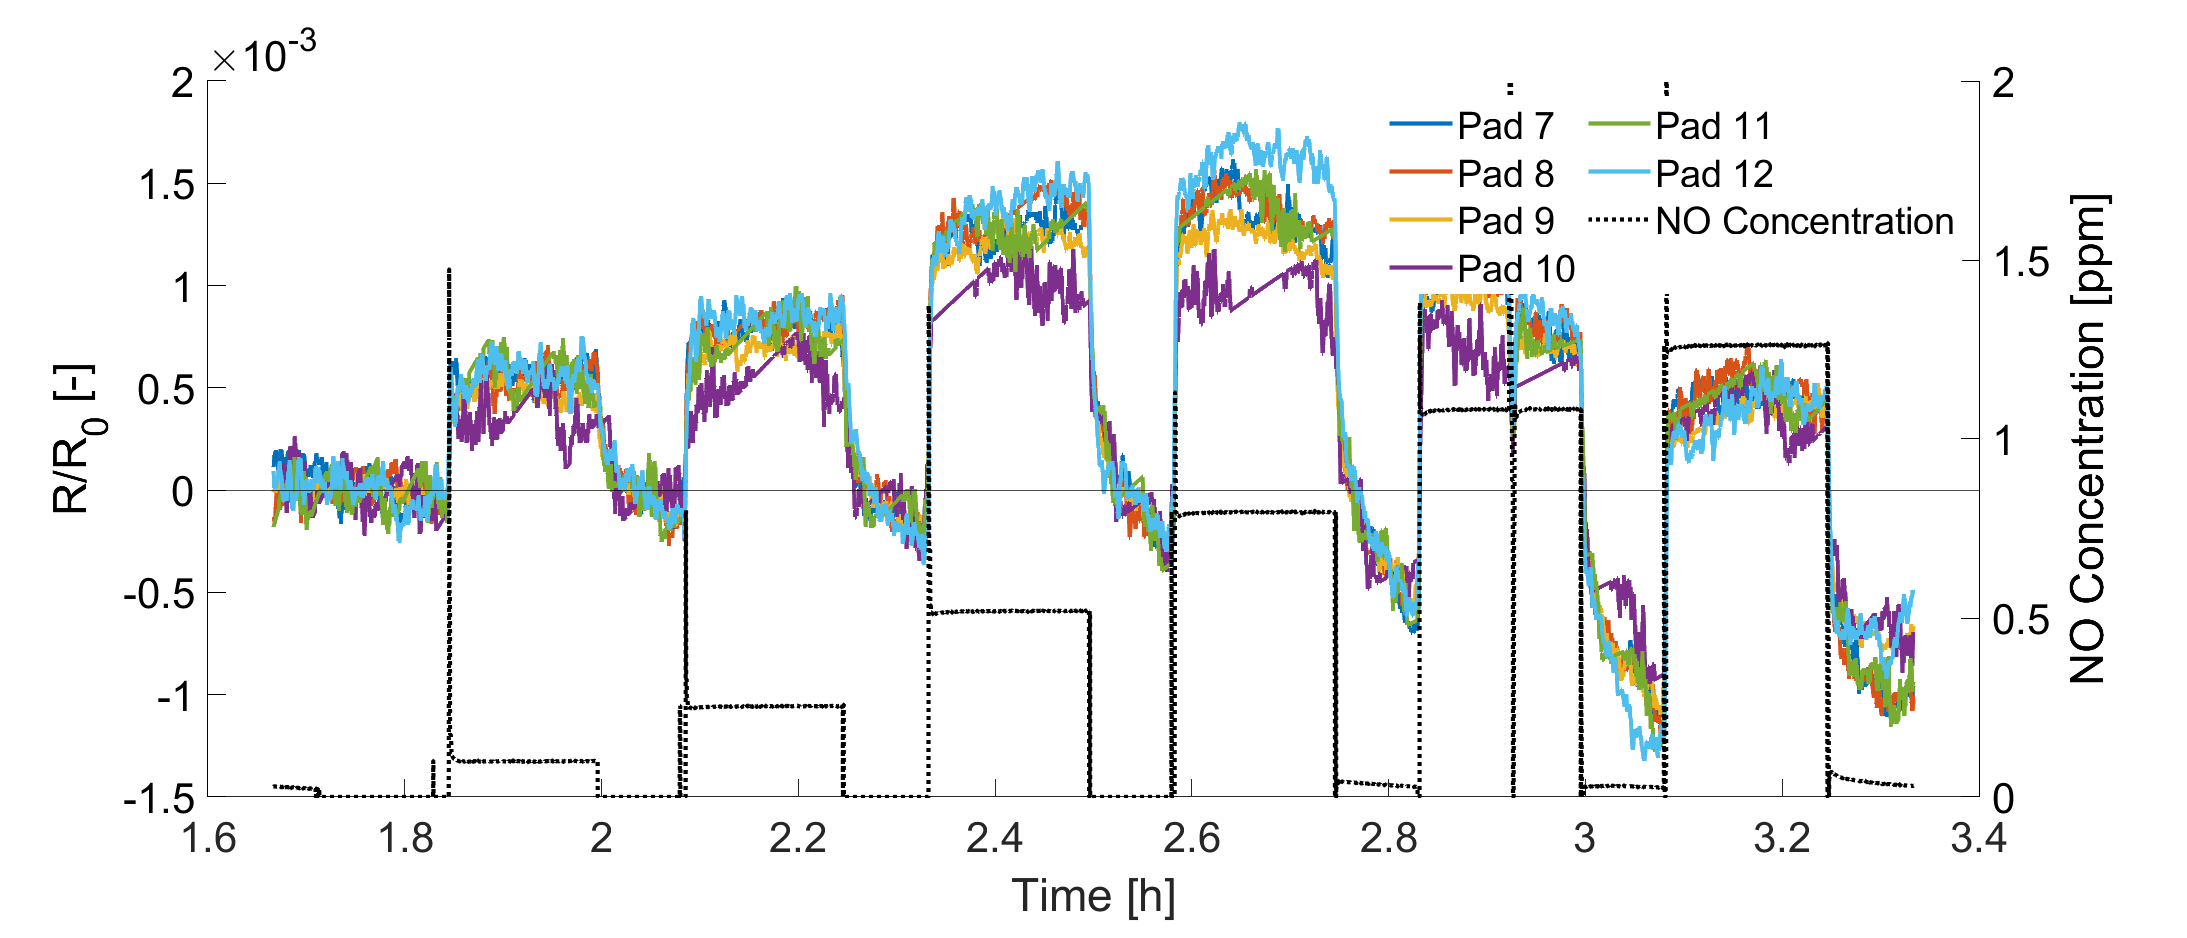 ×10-3
2
1.5
1
0.5
0
-0.5
-1
-1.5
R/R0 [-]
1.6
1.8
2
2.2
2.4
2.6
2.8
3
3.2
3.4
Time [h]
2
1.5
1
0.5
0
NO Concentration [ppm]
Pad 7
Pad 8
Pad 9
Pad 10
Pad 11
Pad 12
NO Concentration